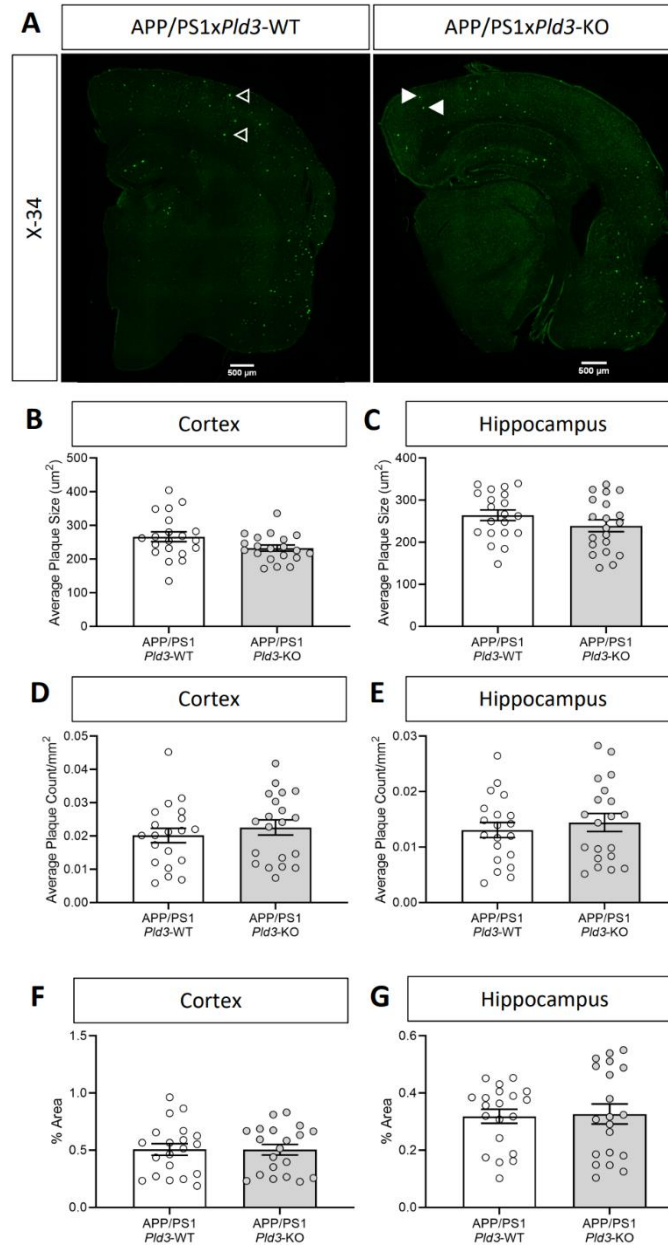 A
APP/PS1xPld3-WT
APP/PS1xPld3-KO
X-34
500 µm
500 µm
B
Cortex
Average Plaque Size (um²)
500
400
300
200
100
0
APP/PS1
Pld3-WT
APP/PS1
Pld3-KO
C
Hippocampus
Average Plaque Size (um²)
400
300
200
100
0
APP/PS1
Pld3-WT
APP/PS1
Pld3-KO
D
Cortex
Average Plaque Count/mm²
0.05
0.04
0.03
0.02
0.01
0.00
APP/PS1
Pld3-WT
APP/PS1
Pld3-KO
E
Hippocampus
Average Plaque Count/mm²
0.03
0.02
0.01
0.00
APP/PS1
Pld3-WT
APP/PS1
Pld3-KO
F
Cortex
% Area
1.5
1.0
0.5
0.0
APP/PS1
Pld3-WT
APP/PS1
Pld3-KO
G
Hippocampus
% Area
0.6
0.4
0.2
0.0
APP/PS1
Pld3-WT
APP/PS1
Pld3-KO